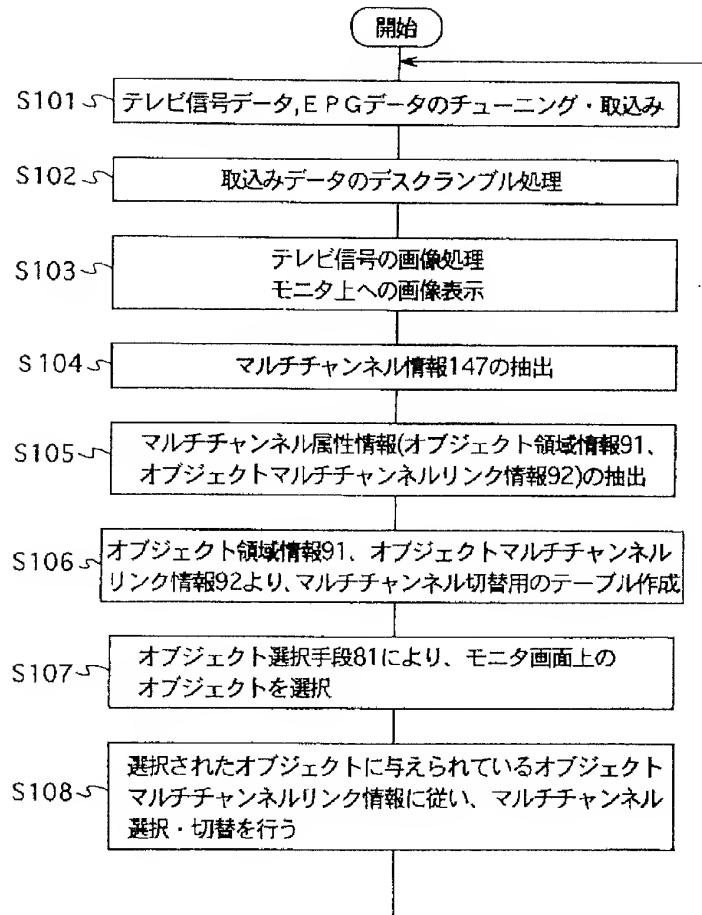 開始
S101 テレビ信号データ,EPGデータのチューニング・取込み
S102 取込みデータのデスクランブル処理
S103 テレビ信号の画像処理
モニタ上への画像表示
S104 マルチチャンネル情報147の抽出
S105 マルチチャンネル属性情報(オブジェクト領域情報91、
オブジェクトマルチチャンネルリンク情報92)の抽出
S106 オブジェクト領域情報91、オブジェクトマルチチャンネル
リンク情報92より、マルチチャンネル切替用のテーブル作成
S107 オブジェクト選択手段81により、モニタ画面上の
オブジェクトを選択
S108 選択されたオブジェクトに与えられているオブジェクト
マルチチャンネルリンク情報に従い、マルチチャンネル
選択・切替を行う